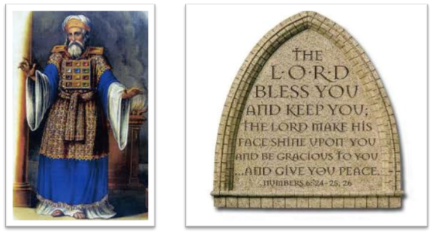 THE
L·O·R·D
BLESS YOU
AND KEEP YOU;
THE LORD MAKE HIS
FACE SHINE UPON YOU
AND BE GRACIOUS TO YOU
...AND GIVE YOU PEACE.
NUMBERS 6:24-25, 26